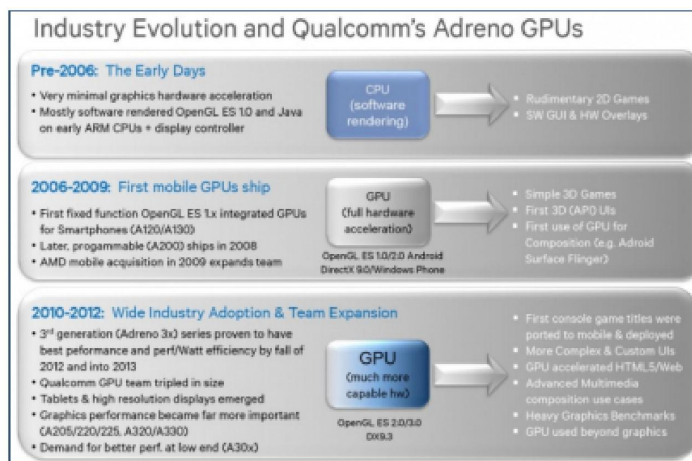 Industry Evolution and Qualcomm's Adreno GPUs
Pre-2006: The Early Days
• Very minimal graphics hardware acceleration
• Mostly software rendered OpenGL ES 1.0 and Java
on early ARM CPUs + display controller
CPU
(software
rendering)
• Rudimentary 2D Games
• SW GUI & HW Overlays
2006-2009: First mobile GPUs ship
• First fixed function OpenGL ES 1.x integrated GPUs
for Smartphones (A120/A130)
• Later, progammable (A200) ships in 2008
• AMD mobile acquisition in 2009 expands team
GPU
(full hardware
acceleration)
OpenGL ES 1.0/2.0 Android
DirectX 9.0/Windows Phone
• Simple 3D Games
• First 3D (API) UIs
• First use of GPU for
Composition (e.g. Adroid
Surface Flinger)
2010-2012: Wide Industry Adoption & Team Expansion
• 3rd generation (Adreno 3x) series proven to have
best peformance and perf/Watt efficiency by fall of
2012 and into 2013
• Qualcomm GPU team tripled in size
• Tablets & high resolution displays emerged
• Graphics performance became far more important
(A205/220/225, A320/A330)
• Demand for better perf. at low end (A30x)
GPU
(much more
capable hw)
OpenGL ES 2.0/3.0
DX9.3
• First console game titles were
ported to mobile & deployed
• More Complex & Custom UIs
• GPU accelerated HTML5/Web
• Advanced Multimedia
composition use cases
• Heavy Graphics Benchmarks
• GPU used beyond graphics